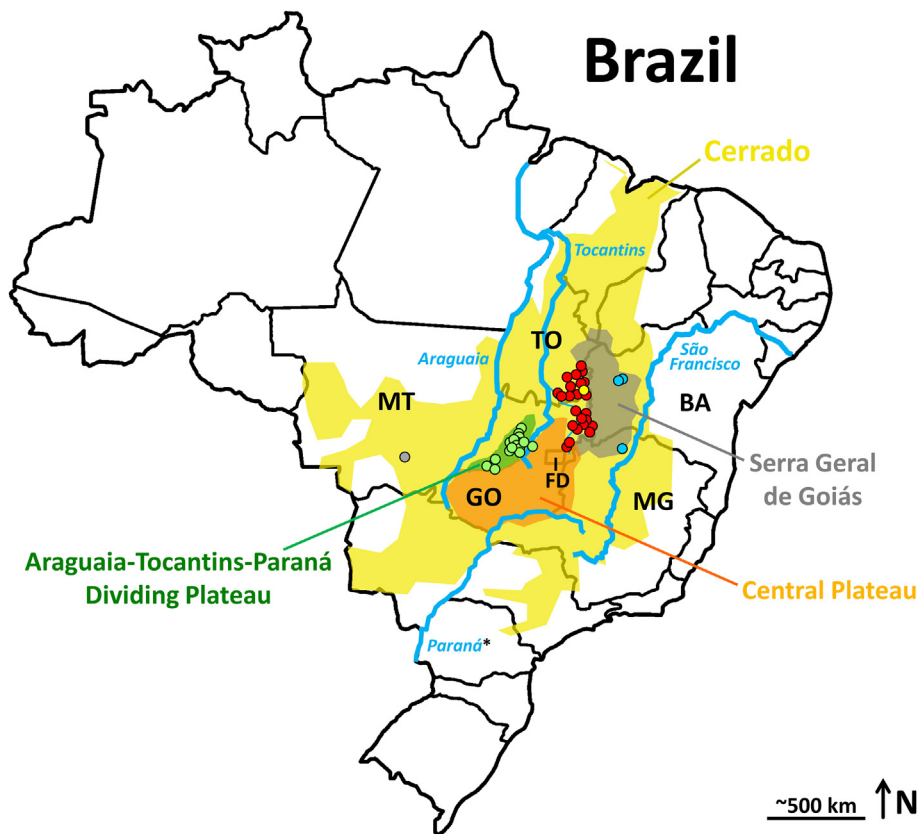 Brazil
Cerrado
Tocantins
TO
Araguaia
São
Francisco
MT
BA
Serra Geral
de Goiás
I
FD
GO
MG
Araguaia-Tocantins-Paraná
Dividing Plateau
Central Plateau
Paraná*
~500 km
N